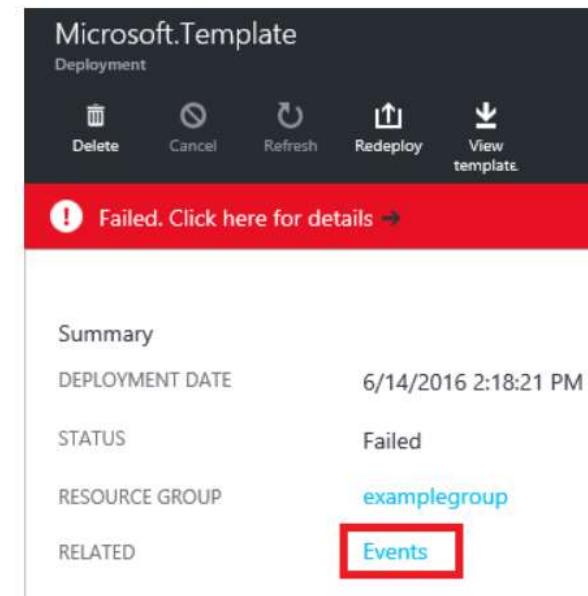 Microsoft.Template
Deployment
Delete Cancel Refresh Redeploy View
template
! Failed. Click here for details →
Summary
DEPLOYMENT DATE 6/14/2016 2:18:21 PM
STATUS Failed
RESOURCE GROUP examplegroup
RELATED Events